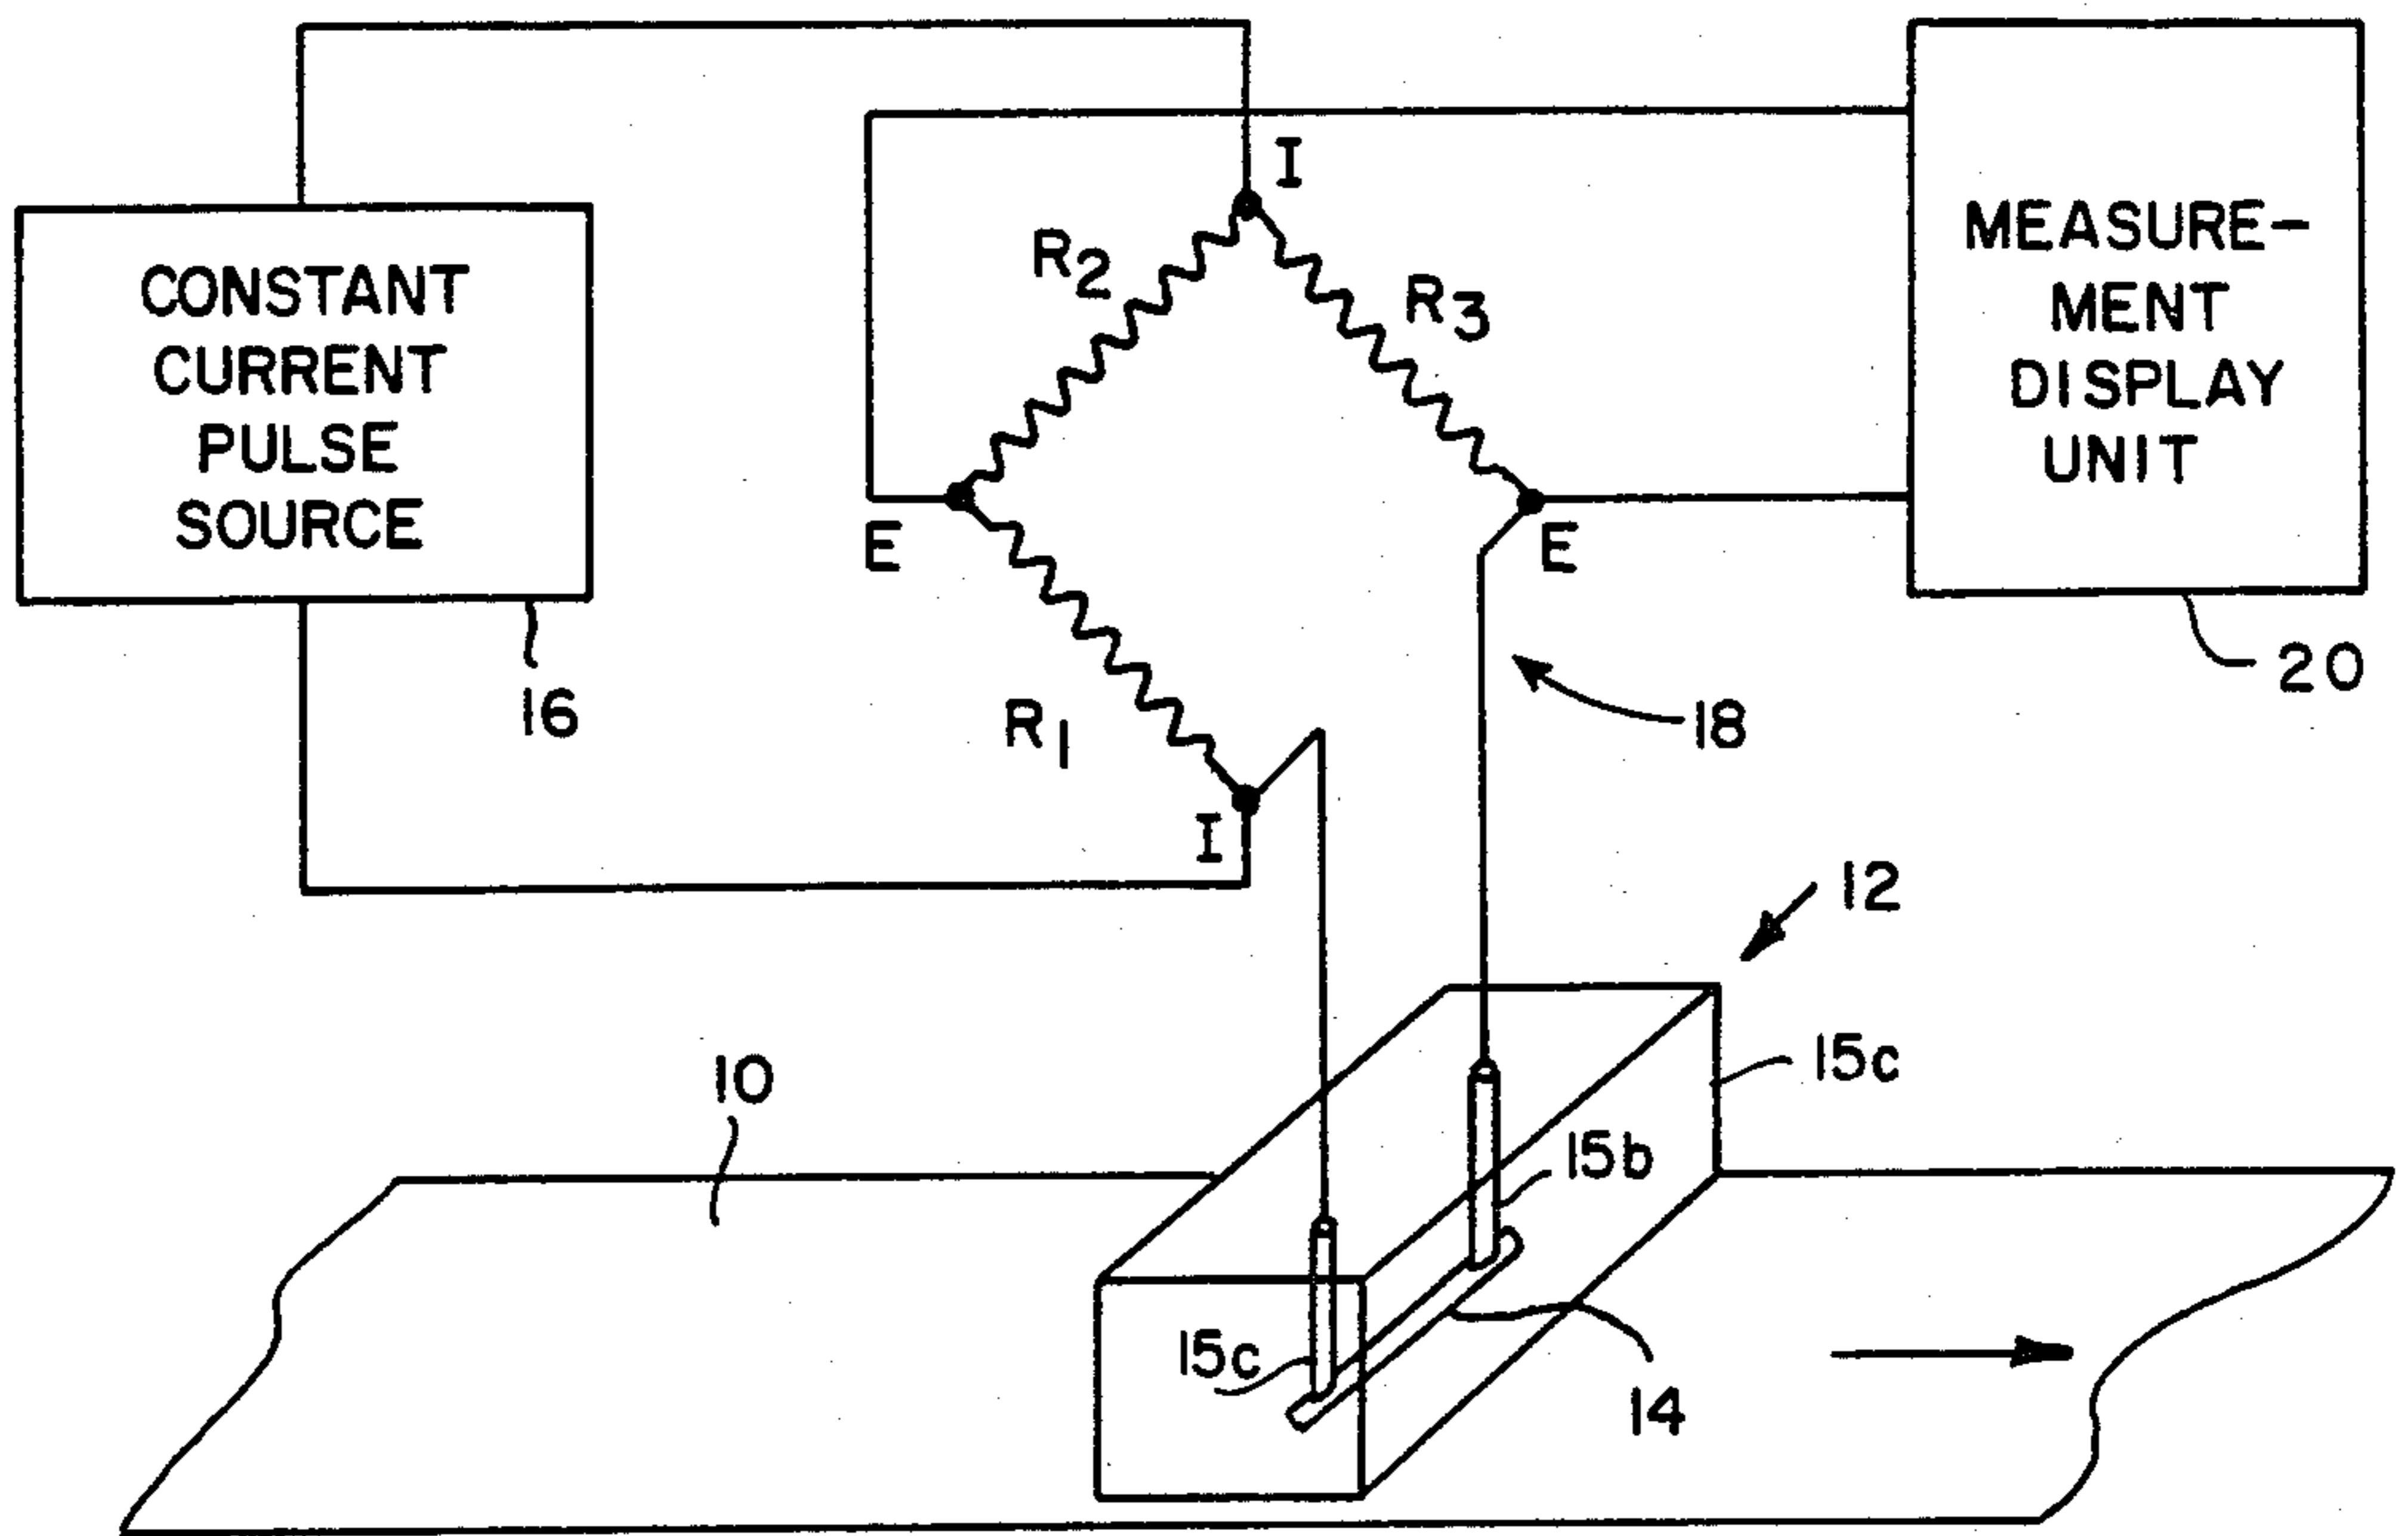 I
R2
R3
CONSTANT
CURRENT
PULSE
SOURCE
MEASURE-
MENT
DISPLAY
UNIT
E
E
16
R1
18
20
I
12
10
15c
15b
15c
14